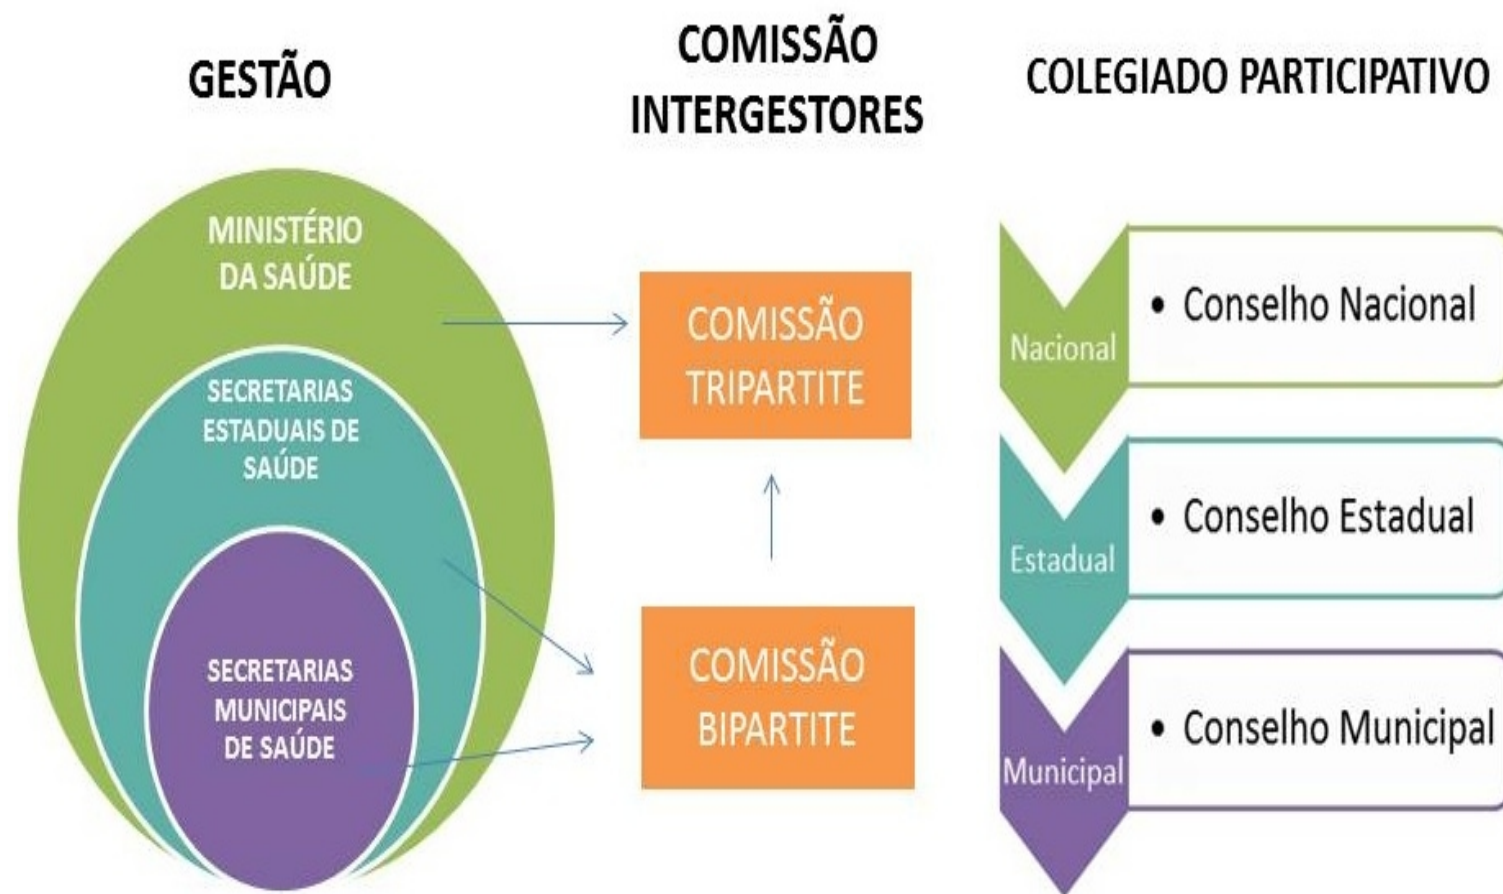 GESTÃO
MINISTÉRIO
DA SAÚDE
SECRETARIAS
ESTADUAIS DE
SAÚDE
SECRETARIAS
MUNICIPAIS
DE SAÚDE
COMISSÃO
INTERGESTORES
COMISSÃO
TRIPARTITE
COMISSÃO
BIPARTITE
COLEGIADO PARTICIPATIVO
Nacional
• Conselho Nacional
Estadual
• Conselho Estadual
Municipal
• Conselho Municipal